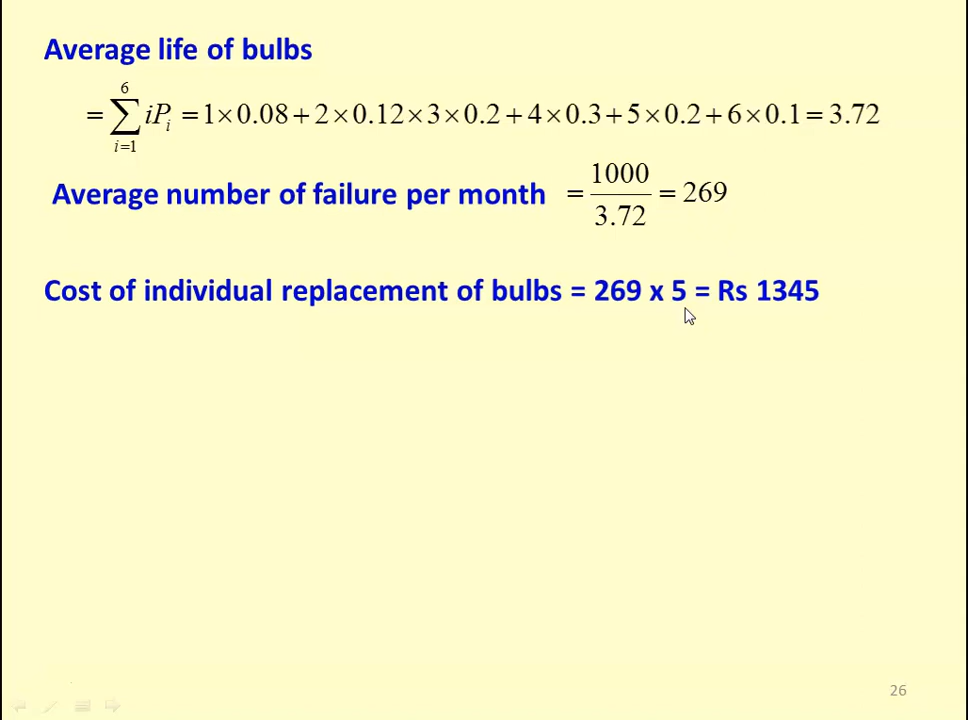 Average life of bulbs
= \sum_{i=1}^{6} iP_i = 1×0.08+2×0.12×3×0.2+4×0.3+5×0.2+6×0.1=3.72
Average number of failure per month = \frac{1000}{3.72} = 269
Cost of individual replacement of bulbs = 269 x 5 = Rs 1345
26